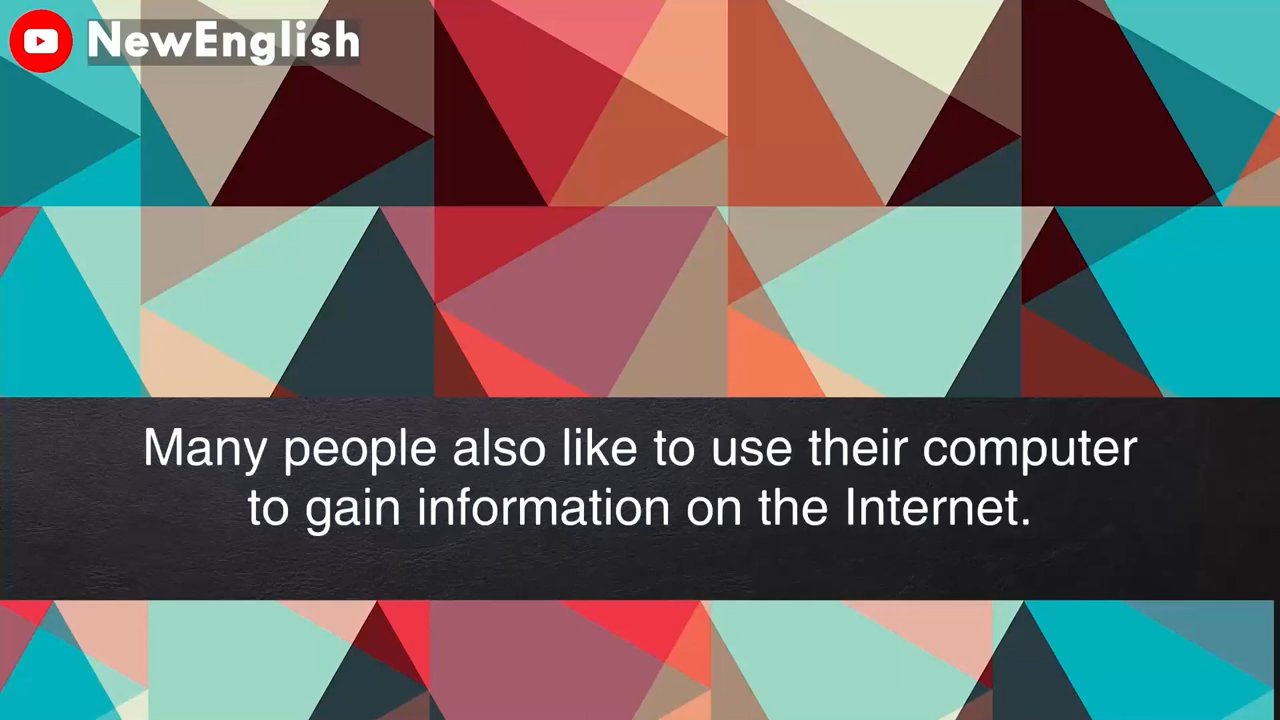 NewEnglish
Many people also like to use their computer
to gain information on the Internet.